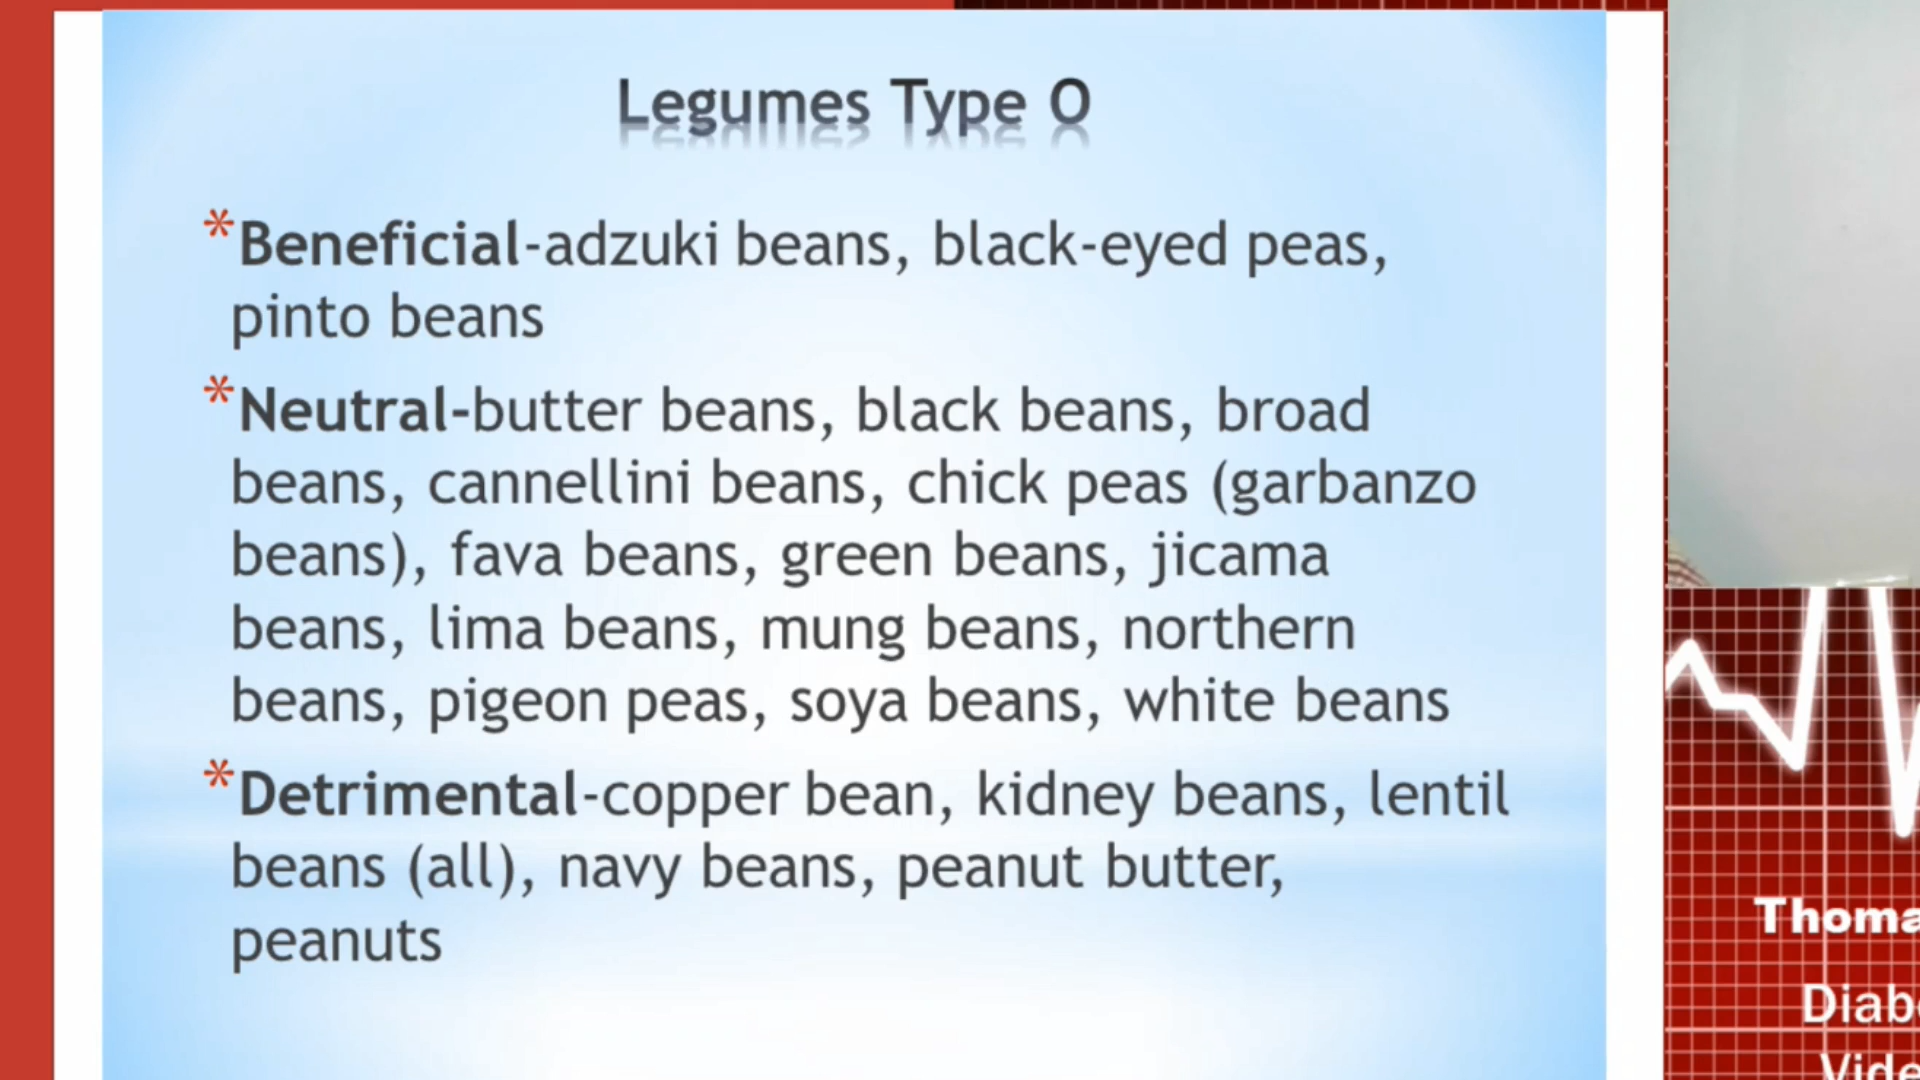 Legumes Type O
*Beneficial-adzuki beans, black-eyed peas,
pinto beans
*Neutral-butter beans, black beans, broad
beans, cannellini beans, chick peas (garbanzo
beans), fava beans, green beans, jicama
beans, lima beans, mung beans, northern
beans, pigeon peas, soya beans, white beans
*Detrimental-copper bean, kidney beans, lentil
beans (all), navy beans, peanut butter,
peanuts